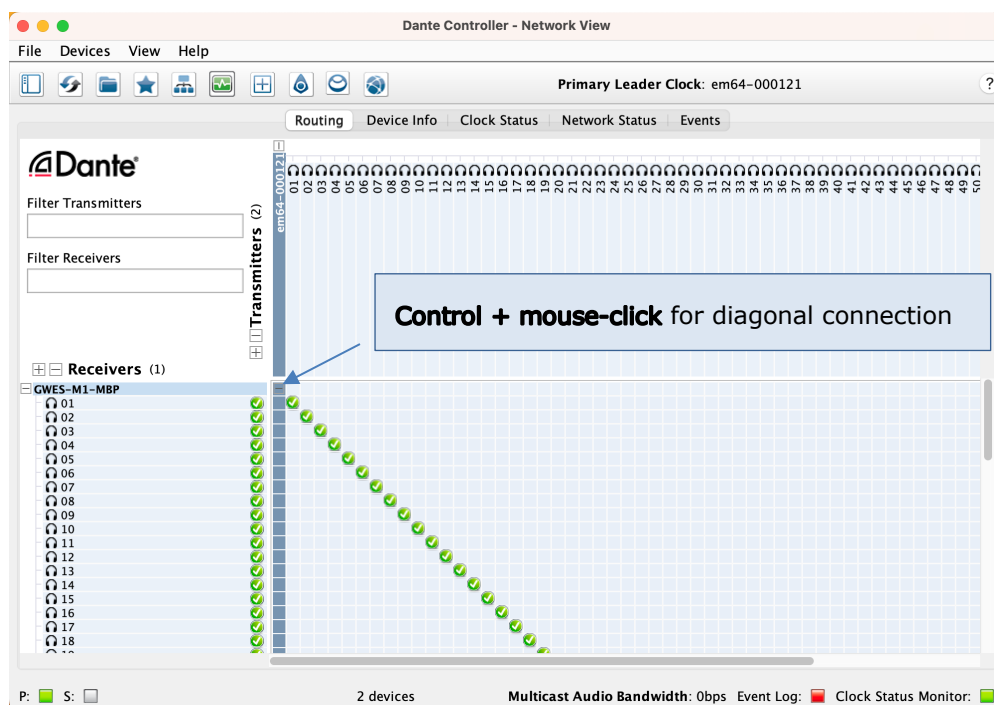 Dante Controller - Network View
File Devices View Help
Primary Leader Clock: em64-000121
?
Routing Device Info Clock Status Network Status Events
Dante®
Filter Transmitters
Filter Receivers
Transmitters (2)
em64-000121
01 02 03 04 05 06 07 08 09 10 11 12 13 14 15 16 17 18 19 20 21 22 23 24 25 26 27 28 29 30 31 32 33 34 35 36 37 38 39 40 41 42 43 44 45 46 47 48 49 50
Control + mouse-click for diagonal connection
Receivers (1)
GWES-M1-MBP
01
02
03
04
05
06
07
08
09
10
11
12
13
14
15
16
17
18
P: S: 2 devices Multicast Audio Bandwidth: 0bps Event Log: Clock Status Monitor: